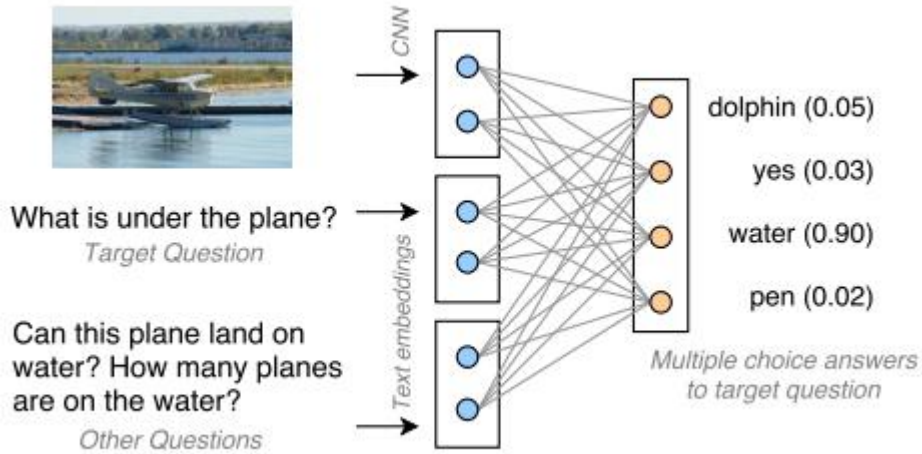 CNN
dolphin (0.05)
yes (0.03)
What is under the plane?
water (0.90)
Target Question
pen (0.02)
Text embeddings
Can this plane land on
water? How many planes
are on the water?
Multiple choice answers
to target question
Other Questions